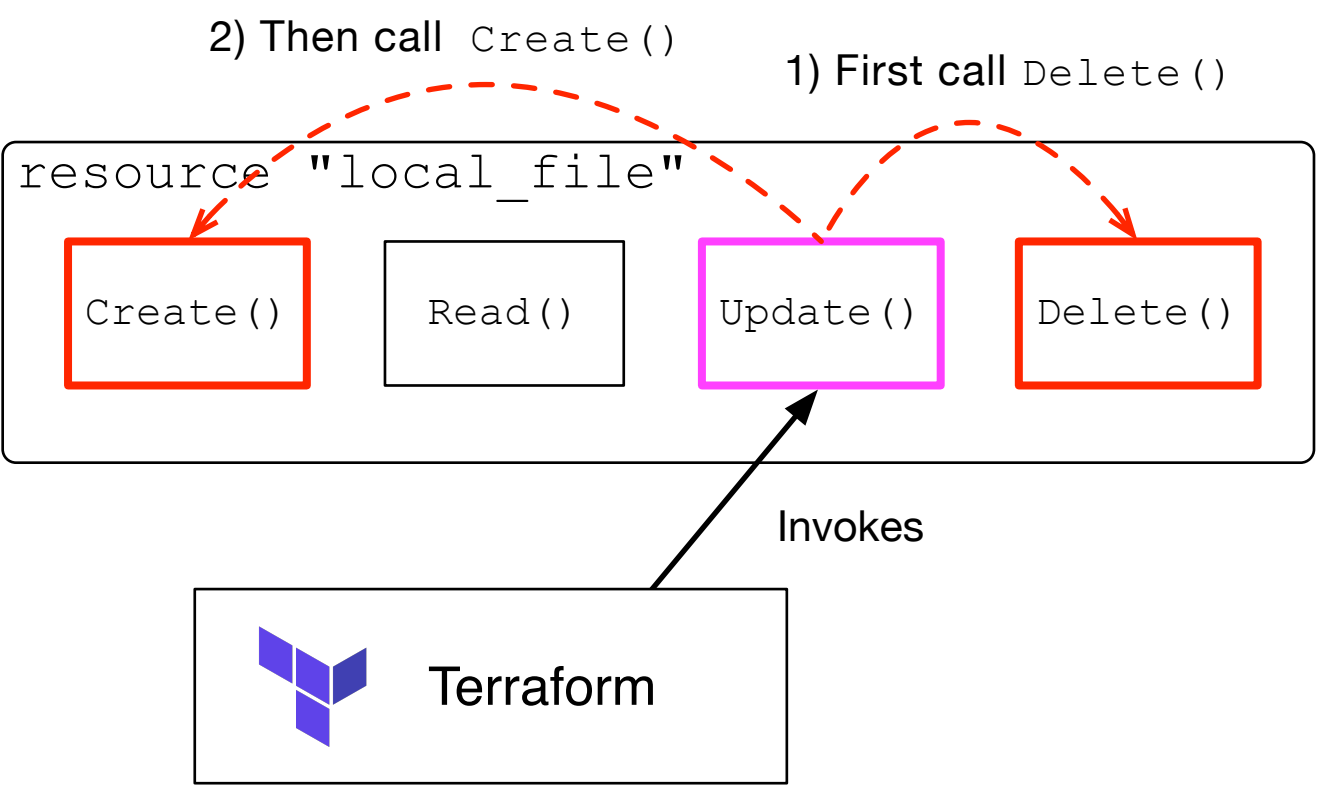 2) Then call Create()
1) First call Delete()
resource "local_file"
Create()
Read()
Update()
Delete()
Invokes
Terraform